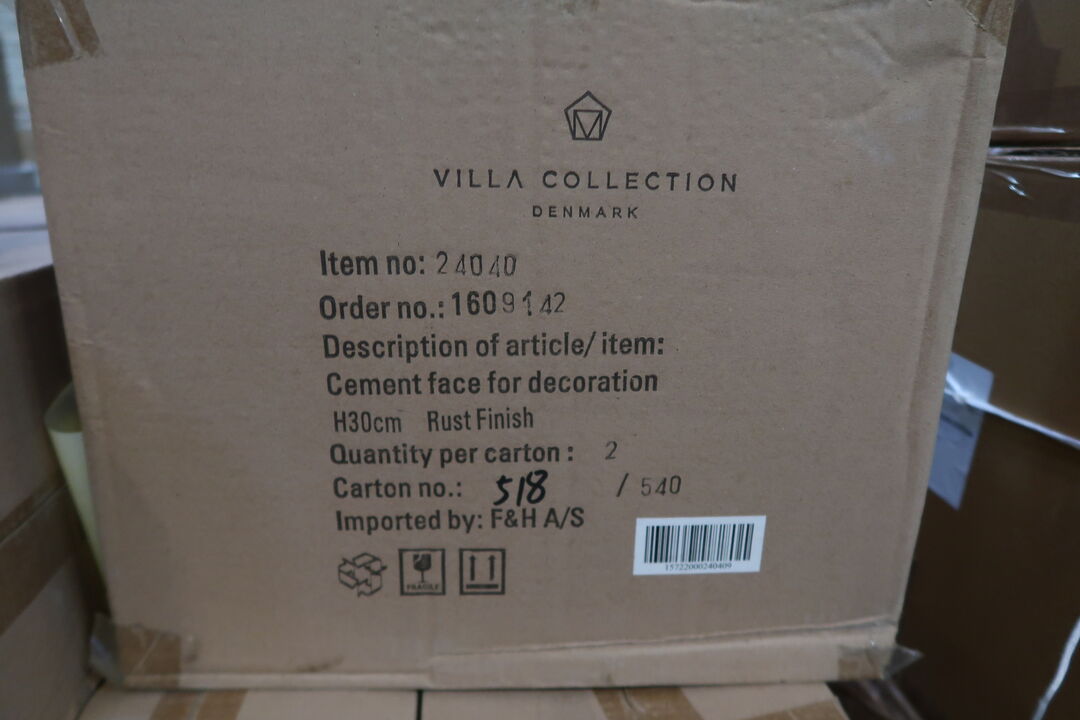 VILLA COLLECTION
DENMARK
Item no: 24040
Order no.: 1609142
Description of article/ item:
Cement face for decoration
H30cm Rust Finish
Quantity per carton : 2
Carton no.: 518 / 540
Imported by: F&H A/S
FRAGILE
15722000240409